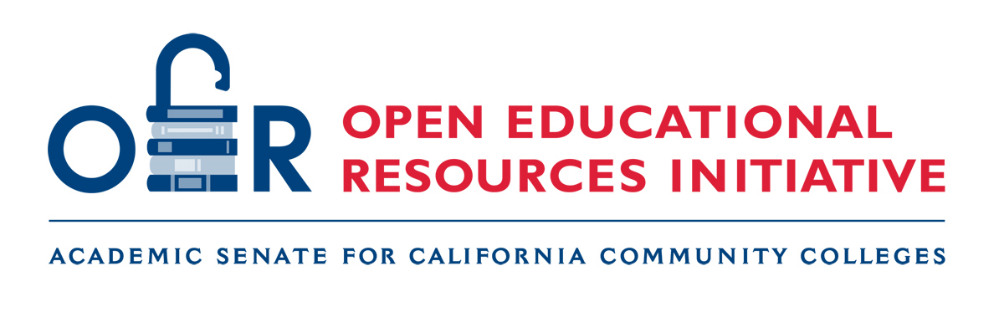 OER OPEN EDUCATIONAL
RESOURCES INITIATIVE
ACADEMIC SENATE FOR CALIFORNIA COMMUNITY COLLEGES